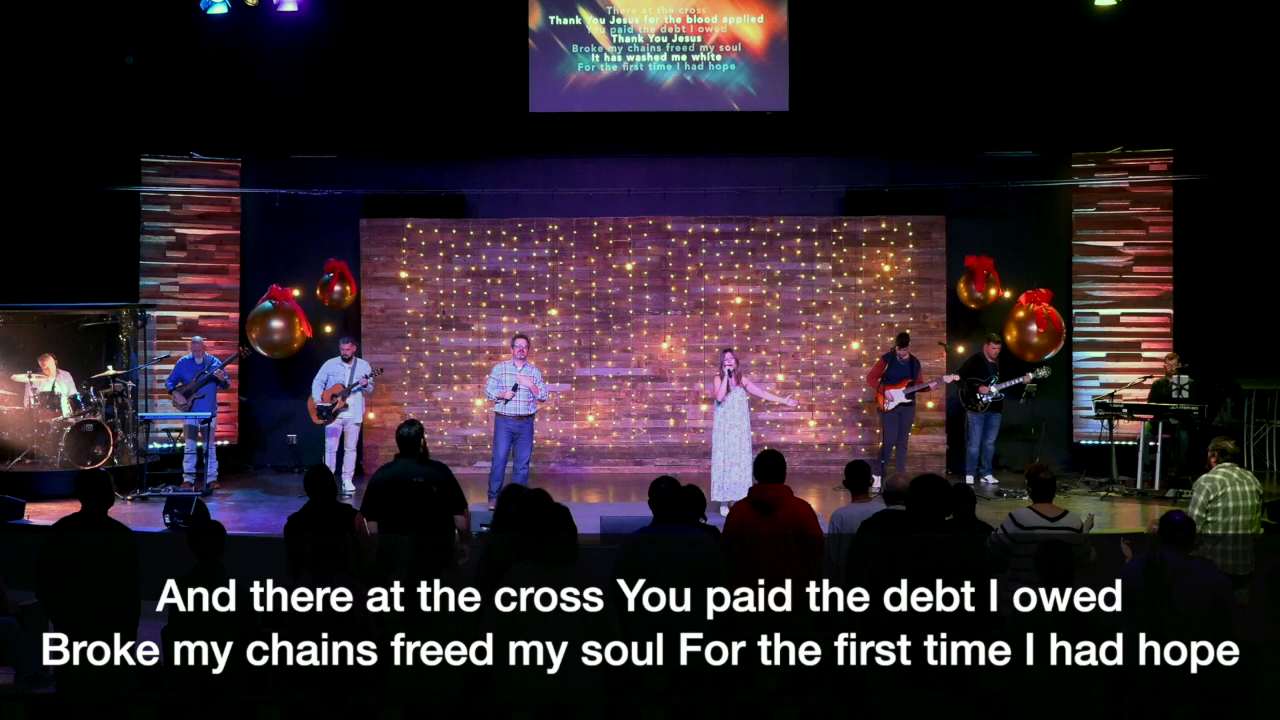 There at the cross
Thank You Jesus for the blood applied
You paid the debt I owed
Thank You Jesus
Broke my chains freed my soul
It has washed me white
For the first time I had hope
And there at the cross You paid the debt I owed
Broke my chains freed my soul For the first time I had hope